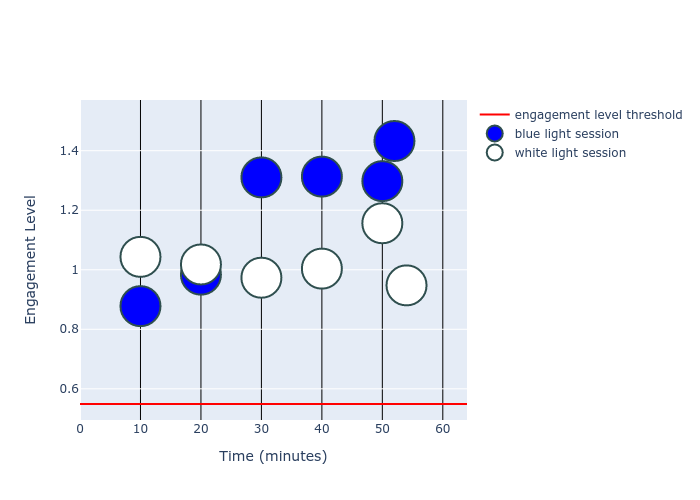 engagement level threshold
blue light session
white light session
1.4
1.2
1
0.8
0.6
Engagement Level
0
10
20
30
40
50
60
Time (minutes)